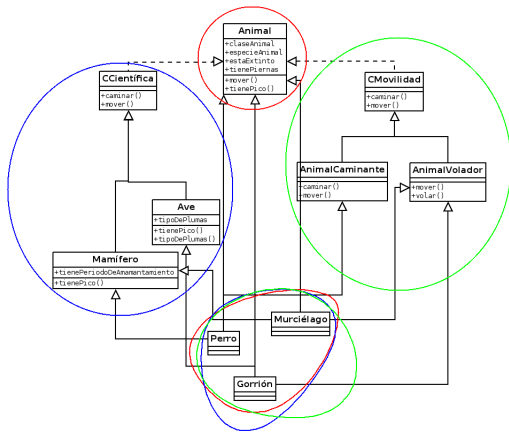 Animal
+claseAnimal
+especieAnimal
+estaExtinto
+tienePiernas
+mover()
+tienePico()
CCientífica
+caminar()
+mover()
CMovilidad
+caminar()
+mover()
AnimalCaminante
+caminar()
+mover()
AnimalVolador
+mover()
+volar()
Ave
+tipoDePlumas
+tienePico()
+tipoDePlumas()
Mamífero
+tienePeriodoDeAmamantamiento
+tienePico()
Murciélago
Perro
Gorrión